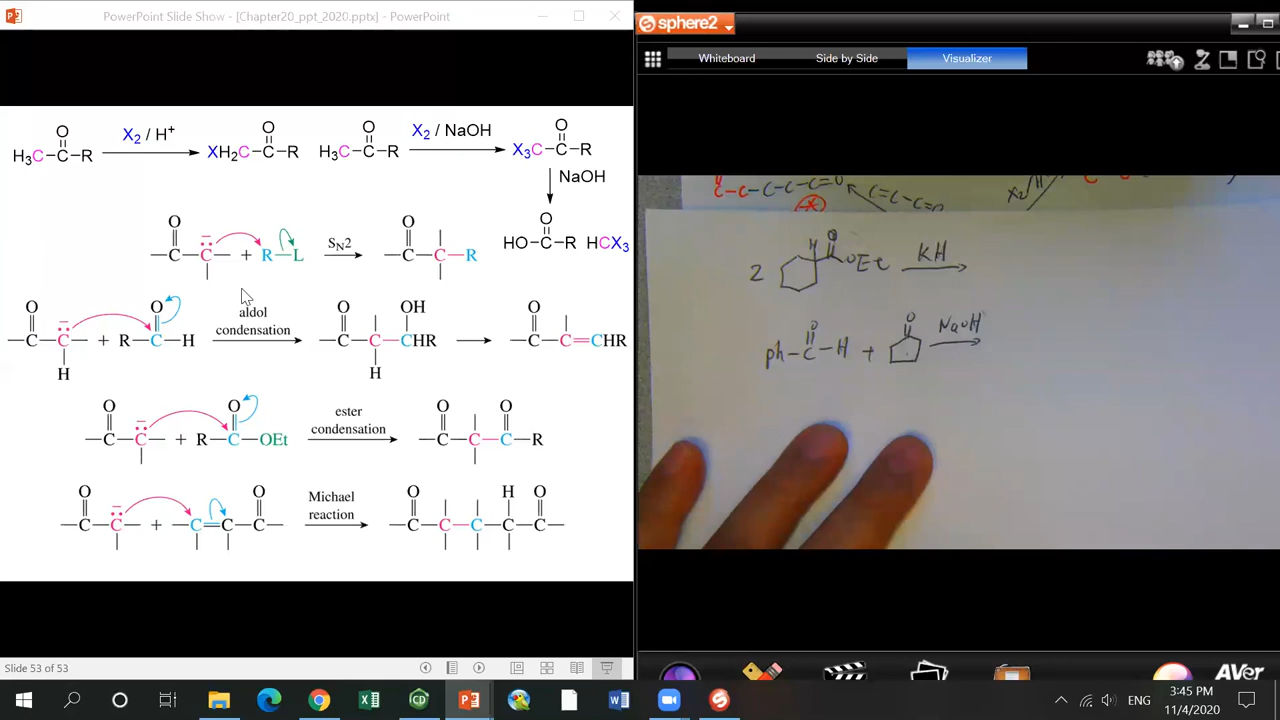 PowerPoint Slide Show - [Chapter20_ppt_2020.pptx] - PowerPoint
O O O
X2 / H+ X2 / NaOH
H3C–C–R XH2C–C–R H3C–C–R X3C–C–R
NaOH
O
HO–C–R HCX3
O O
SN2
–C–C– + R–L –C–C–R
O O O OH O
aldol
condensation
–C–C– + R–C–H –C–C–CHR –C–C=CHR
H H
O O O O
ester
condensation
–C–C– + R–C–OEt –C–C–C–R
O O O H O
Michael
reaction
–C–C– + –C=C–C– –C–C–C–C–C–
Slide 53 of 53
sphere2
Whiteboard Side by Side Visualizer
C-C-C-C-C=O C=C-C=O X2/H
2 H O OEt KH
ph-C-H + O NaOH
O
AVer
ENG
3:45 PM
11/4/2020